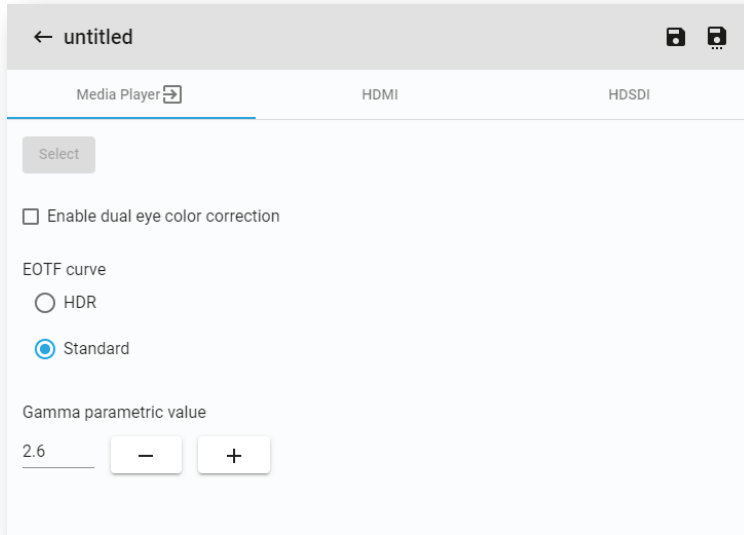 untitled
Media Player HDMI HDSDI
Select
Enable dual eye color correction
EOTF curve
HDR
Standard
Gamma parametric value
2.6 − +